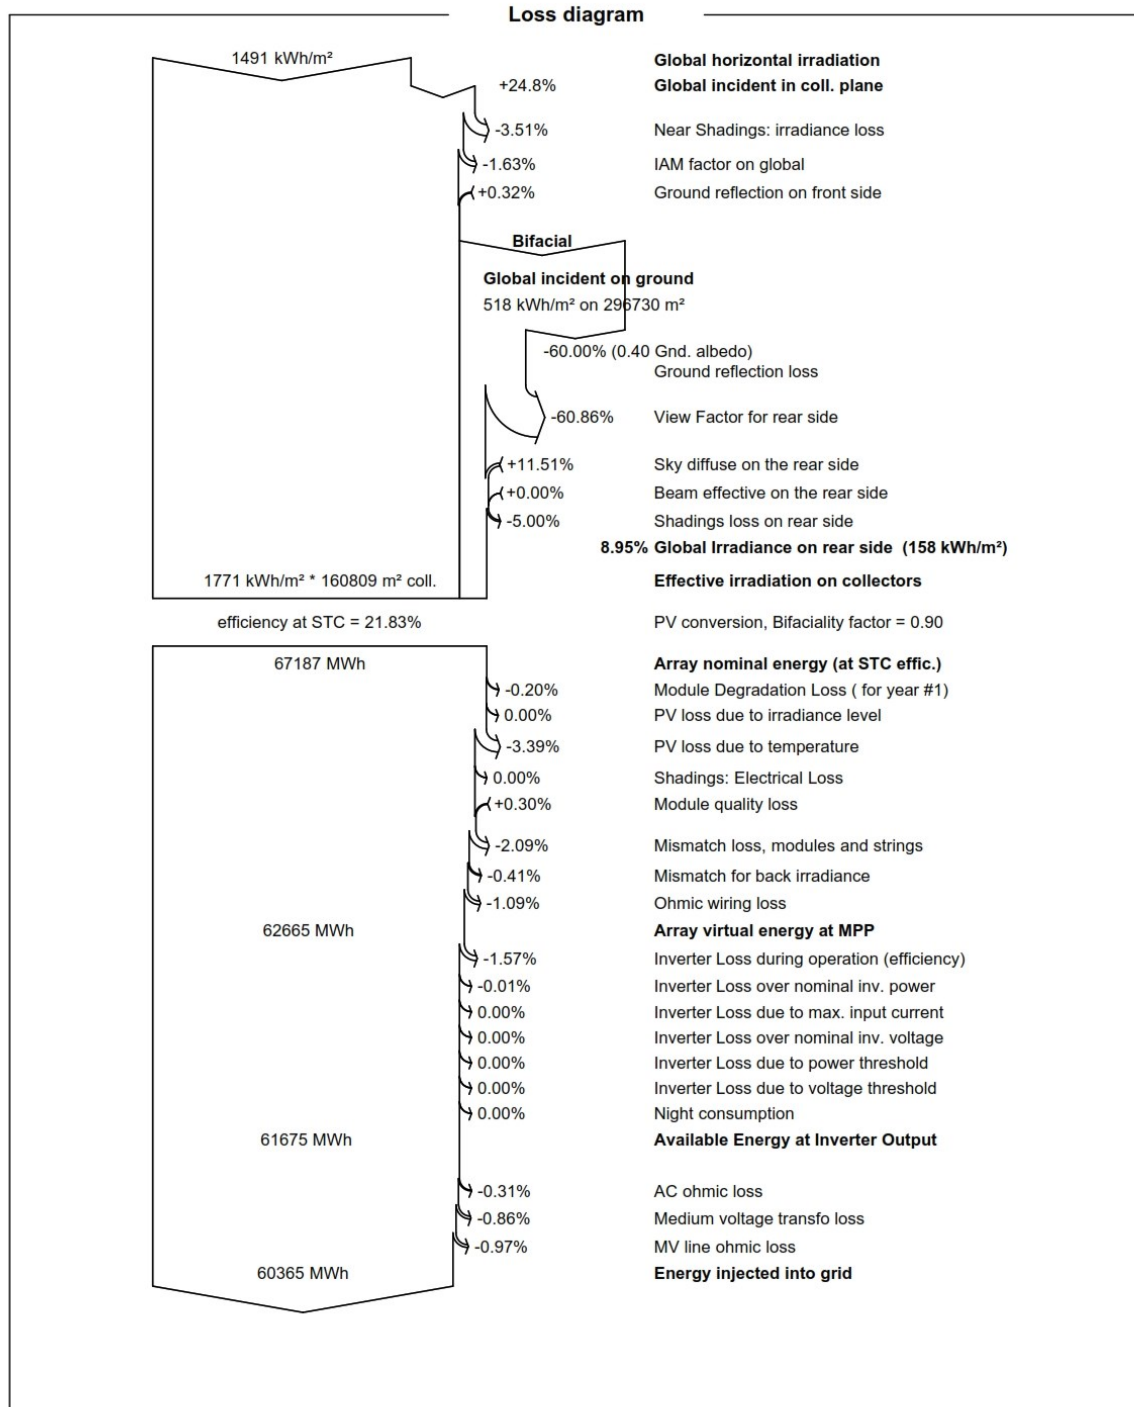 Loss diagram
1491 kWh/m² Global horizontal irradiation
+24.8% Global incident in coll. plane
-3.51% Near Shadings: irradiance loss
-1.63% IAM factor on global
+0.32% Ground reflection on front side
Bifacial
Global incident on ground
518 kWh/m² on 296730 m²
-60.00% (0.40 Gnd. albedo)
Ground reflection loss
-60.86% View Factor for rear side
+11.51% Sky diffuse on the rear side
+0.00% Beam effective on the rear side
-5.00% Shadings loss on rear side
8.95% Global Irradiance on rear side (158 kWh/m²)
1771 kWh/m² * 160809 m² coll. Effective irradiation on collectors
efficiency at STC = 21.83% PV conversion, Bifaciality factor = 0.90
67187 MWh Array nominal energy (at STC effic.)
-0.20% Module Degradation Loss ( for year #1)
0.00% PV loss due to irradiance level
-3.39% PV loss due to temperature
0.00% Shadings: Electrical Loss
+0.30% Module quality loss
-2.09% Mismatch loss, modules and strings
-0.41% Mismatch for back irradiance
-1.09% Ohmic wiring loss
62665 MWh Array virtual energy at MPP
-1.57% Inverter Loss during operation (efficiency)
-0.01% Inverter Loss over nominal inv. power
0.00% Inverter Loss due to max. input current
0.00% Inverter Loss over nominal inv. voltage
0.00% Inverter Loss due to power threshold
0.00% Inverter Loss due to voltage threshold
0.00% Night consumption
61675 MWh Available Energy at Inverter Output
-0.31% AC ohmic loss
-0.86% Medium voltage transfo loss
-0.97% MV line ohmic loss
60365 MWh Energy injected into grid